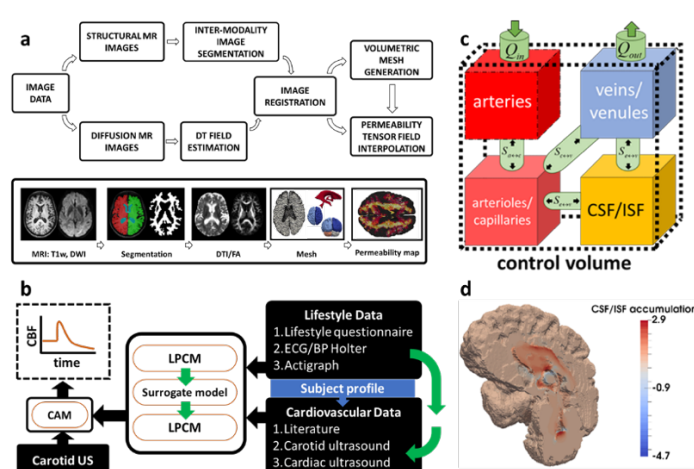 a
STRUCTURAL MR
IMAGES
INTER-MODALITY
IMAGE
SEGMENTATION
VOLUMETRIC
MESH
GENERATION
IMAGE
DATA
IMAGE
REGISTRATION
DIFFUSION MR
IMAGES
DT FIELD
ESTIMATION
PERMEABILITY
TENSOR FIELD
INTERPOLATION
MRI: T1w, DWI
Segmentation
DTI/FA
Mesh
Permeability map
b
CBF
time
CAM
Carotid US
LPCM
Surrogate model
LPCM
Lifestyle Data
1.Lifestyle questionnaire
2.ECG/BP Holter
3.Actigraph
Subject profile
Cardiovascular Data
1.Literature
2.Carotid ultrasound
3.Cardiac ultrasound
c
Qin
Qout
arteries
veins/
venules
arterioles/
capillaries
CSF/ISF
control volume
d
CSF/ISF accumulation
2.9
-0.9
-4.7